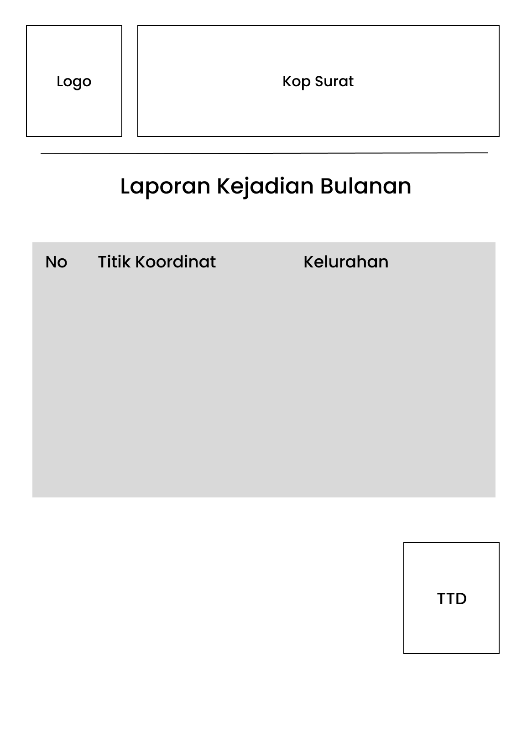 Logo
Kop Surat
Laporan Kejadian Bulanan
No Titik Koordinat Kelurahan
TTD